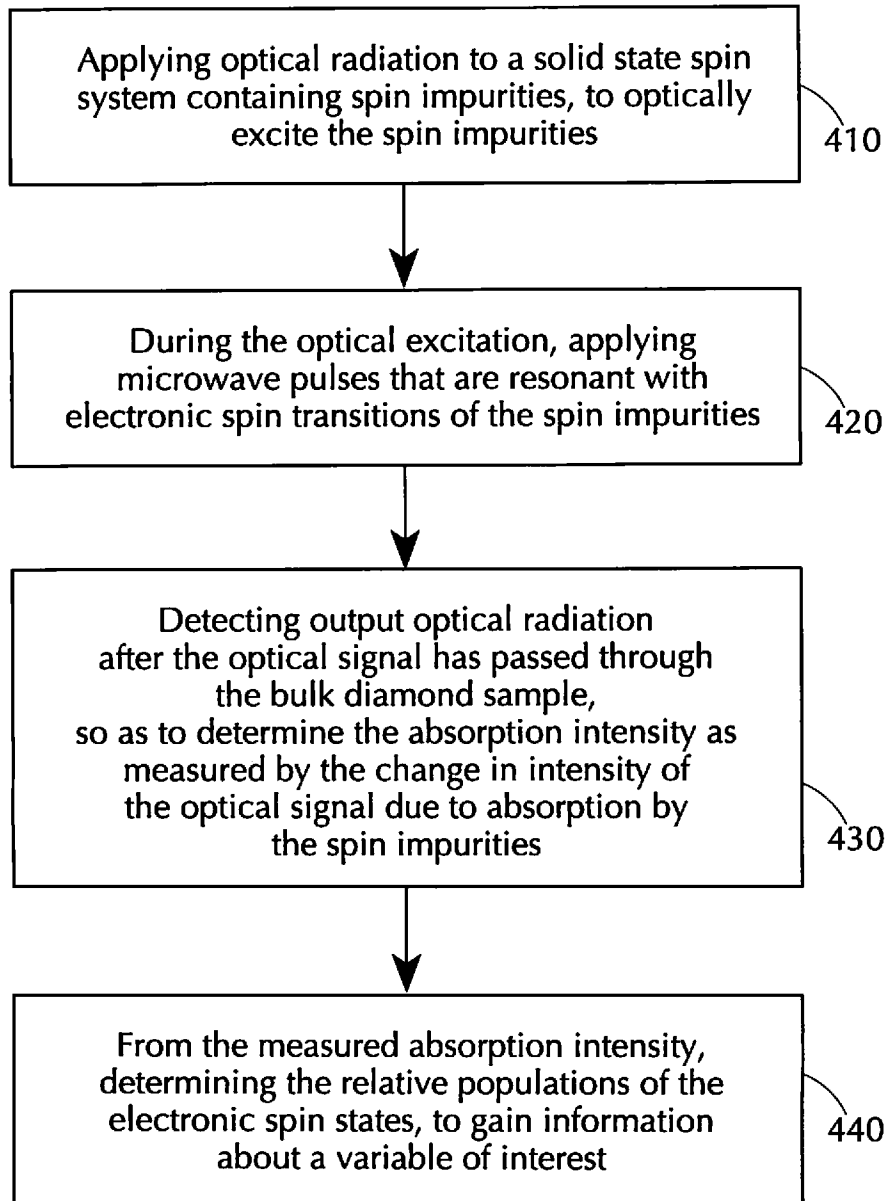 Applying optical radiation to a solid state spin
system containing spin impurities, to optically
excite the spin impurities
410
During the optical excitation, applying
microwave pulses that are resonant with
electronic spin transitions of the spin impurities
420
Detecting output optical radiation
after the optical signal has passed through
the bulk diamond sample,
so as to determine the absorption intensity as
measured by the change in intensity of
the optical signal due to absorption by
the spin impurities
430
From the measured absorption intensity,
determining the relative populations of the
electronic spin states, to gain information
about a variable of interest
440